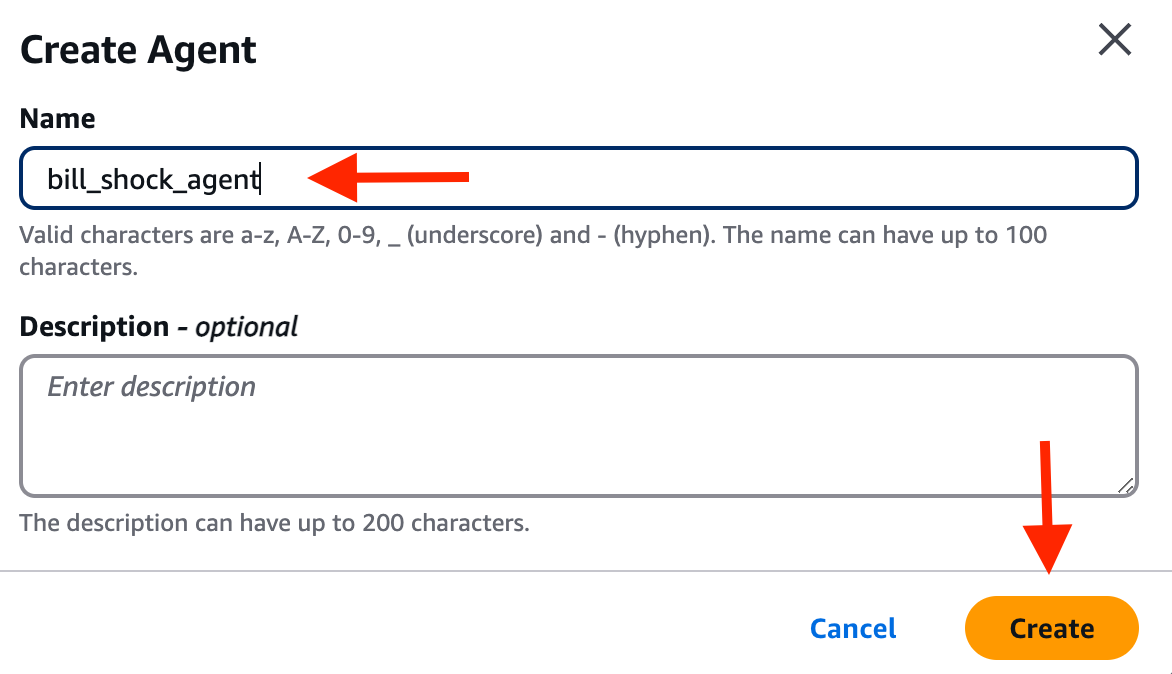 Create Agent
Name
bill_shock_agent
Valid characters are a-z, A-Z, 0-9, _ (underscore) and - (hyphen). The name can have up to 100
characters.
Description - optional
Enter description
The description can have up to 200 characters.
Cancel
Create